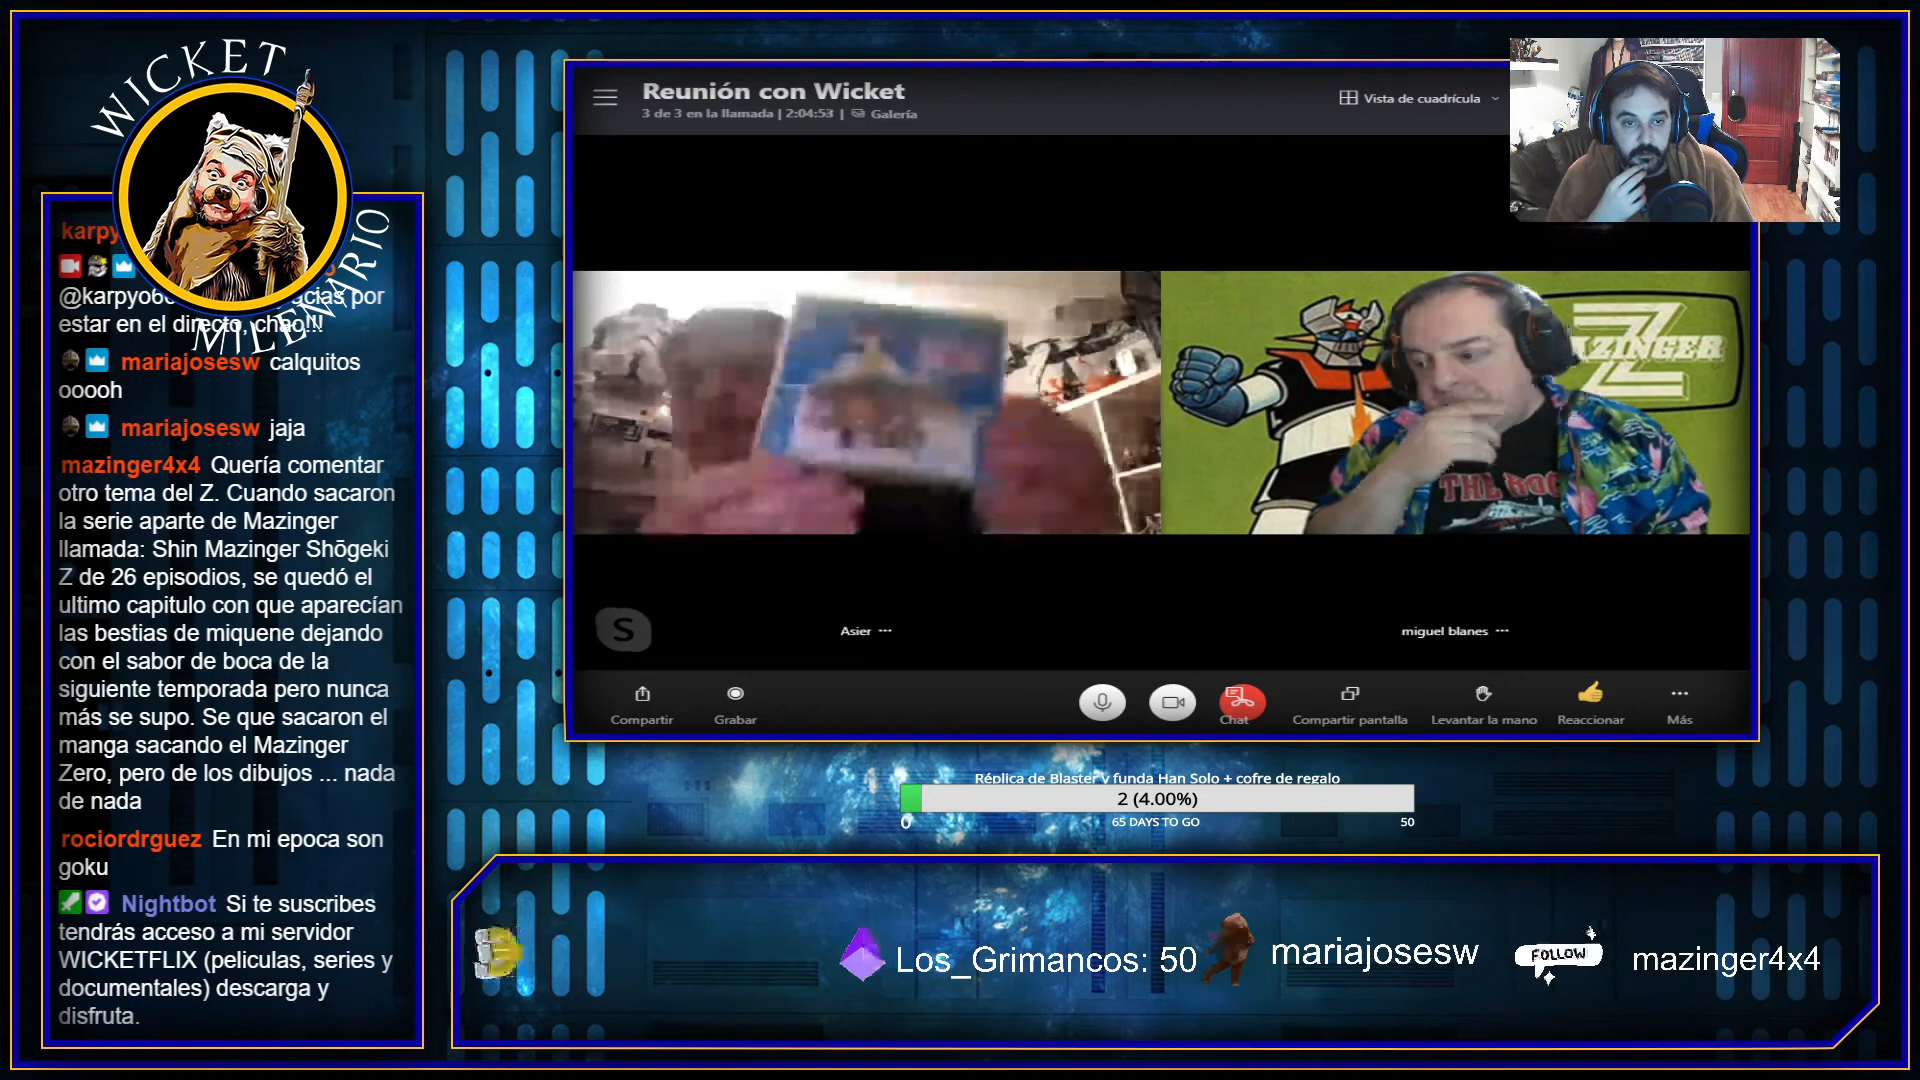 WICKET
MILENARIO
karpy
@karpyo6
cias por
estar en el directo, chao!!!
mariajosesw calquitos
ooooh
mariajosesw jaja
mazinger4x4 Quería comentar
otro tema del Z. Cuando sacaron
la serie aparte de Mazinger
llamada: Shin Mazinger Shōgeki
Z de 26 episodios, se quedó el
ultimo capitulo con que aparecían
las bestias de miquene dejando
con el sabor de boca de la
siguiente temporada pero nunca
más se supo. Se que sacaron el
manga sacando el Mazinger
Zero, pero de los dibujos ... nada
de nada
rociordrguez En mi epoca son
goku
Nightbot Si te suscribes
tendrás acceso a mi servidor
WICKETFLIX (peliculas, series y
documentales) descarga y
disfruta.
Reunión con Wicket
3 de 3 en la llamada | 2:04:53 | Galería
Vista de cuadrícula
Z
AZINGER
THE ROC
S
Asier ...
miguel blanes ...
Compartir
Grabar
Chat
Compartir pantalla
Levantar la mano
Reaccionar
Más
Réplica de Blaster y funda Han Solo + cofre de regalo
2 (4.00%)
0
65 DAYS TO GO
50
Los_Grimancos: 50
mariajosesw
FOLLOW
mazinger4x4